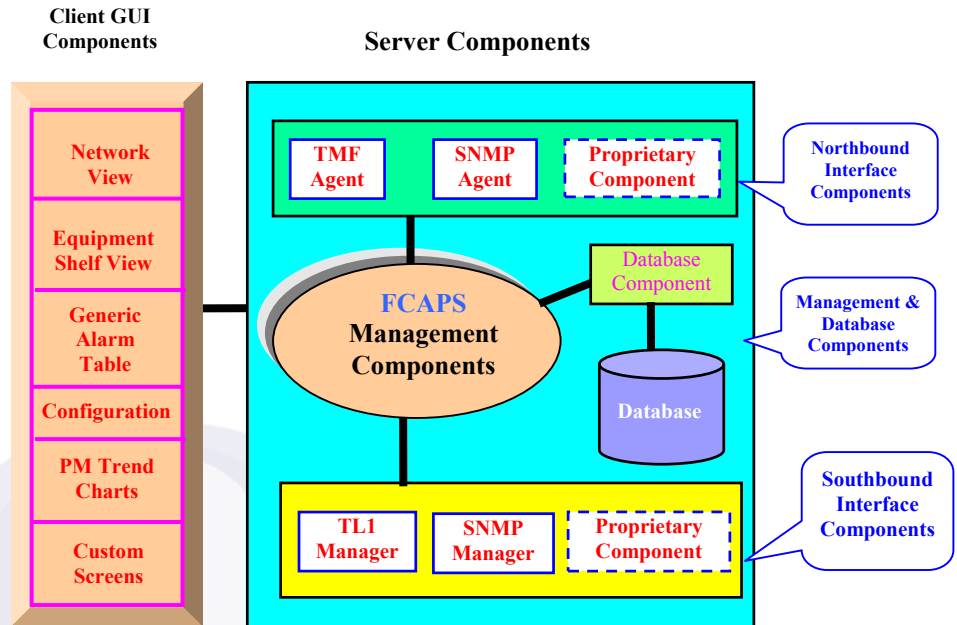 Client GUI
Components
Server Components
Network
View
Equipment
Shelf View
Generic
Alarm
Table
Configuration
PM Trend
Charts
Custom
Screens
TMF
Agent
SNMP
Agent
Proprietary
Component
Northbound
Interface
Components
FCAPS
Management
Components
Database
Component
Database
Management &
Database
Components
TL1
Manager
SNMP
Manager
Proprietary
Component
Southbound
Interface
Components